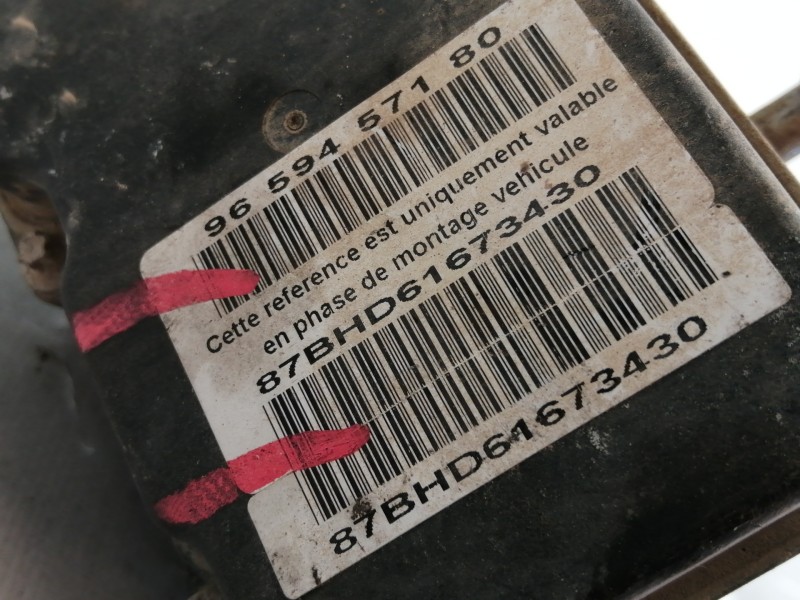 96 594 571 80
Cette reference est uniquement valable
en phase de montage vehicule
87BHD61673430
87BHD61673430